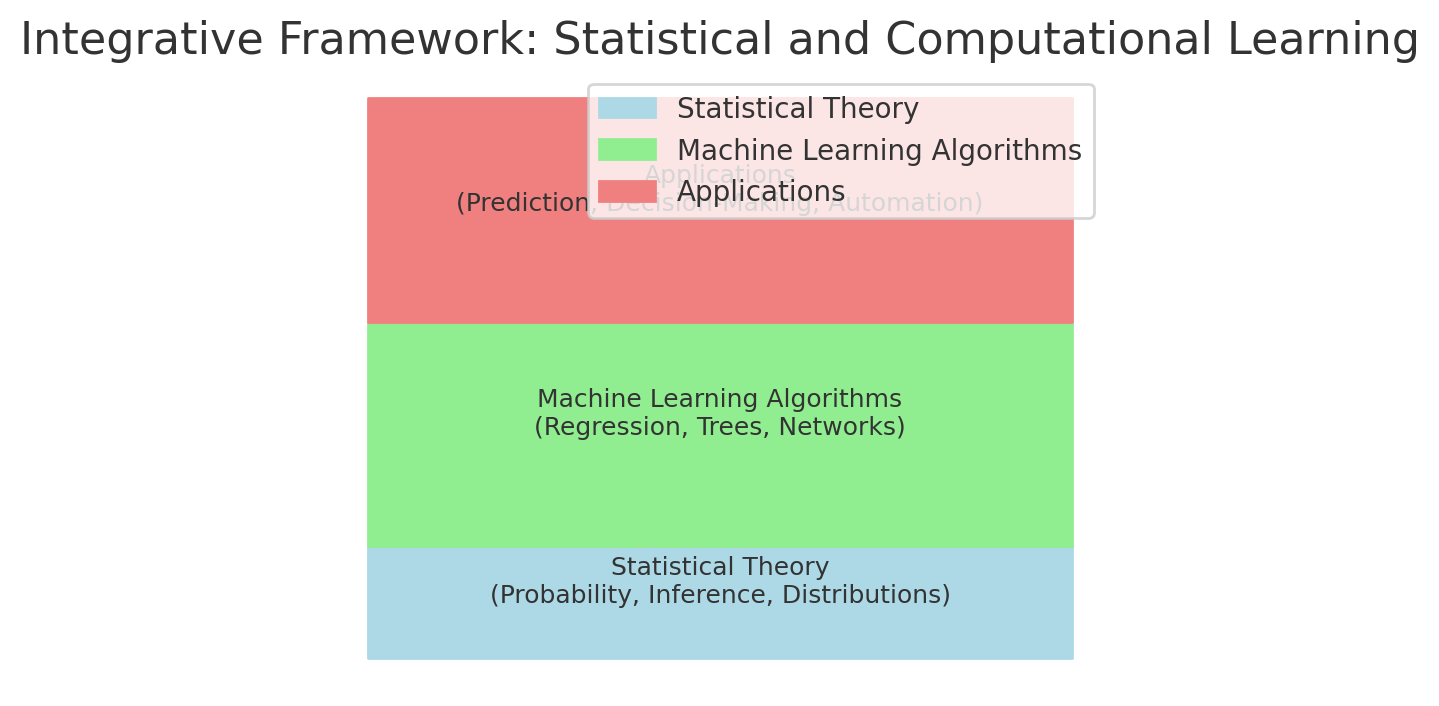 Integrative Framework: Statistical and Computational Learning
Statistical Theory
Machine Learning Algorithms
Applications
Applications
(Prediction, Decision Making, Automation)
Machine Learning Algorithms
(Regression, Trees, Networks)
Statistical Theory
(Probability, Inference, Distributions)